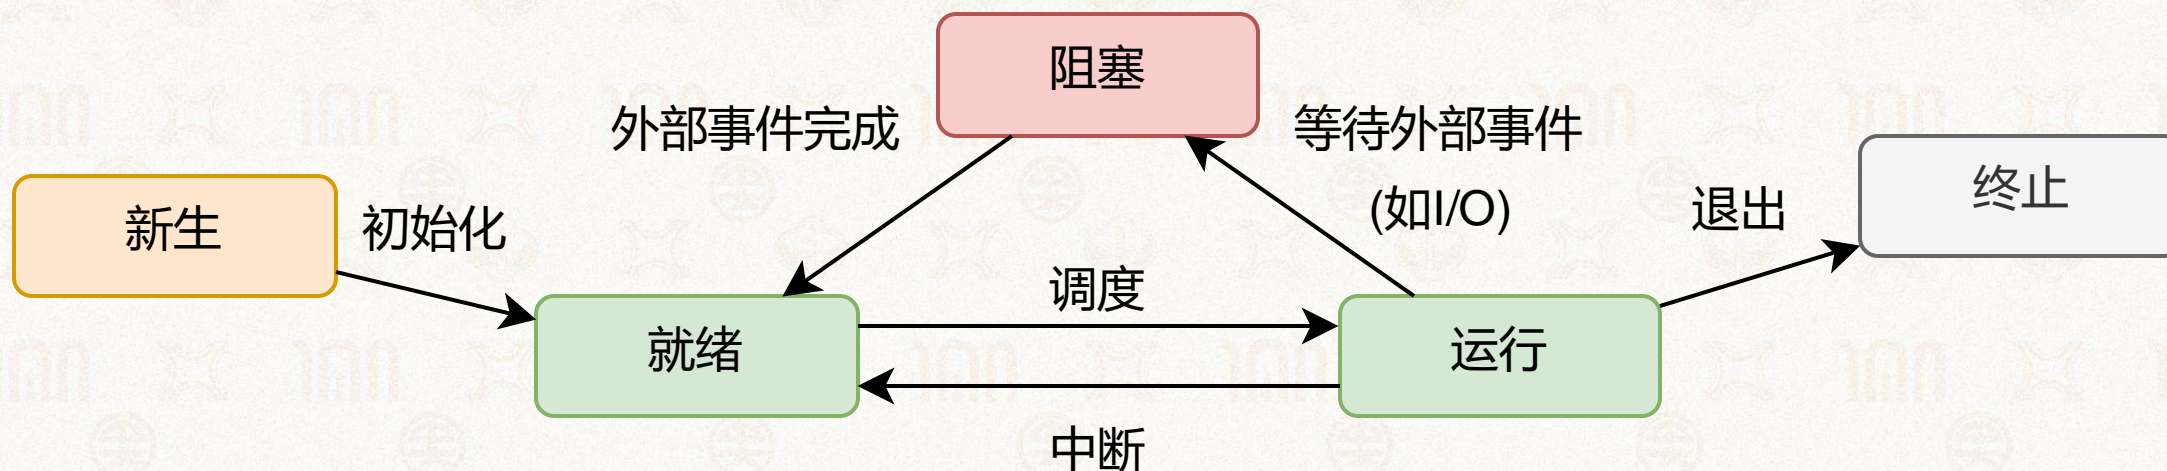 阻塞
外部事件完成
等待外部事件
(如I/O)
新生
初始化
退出
终止
调度
就绪
运行
中断